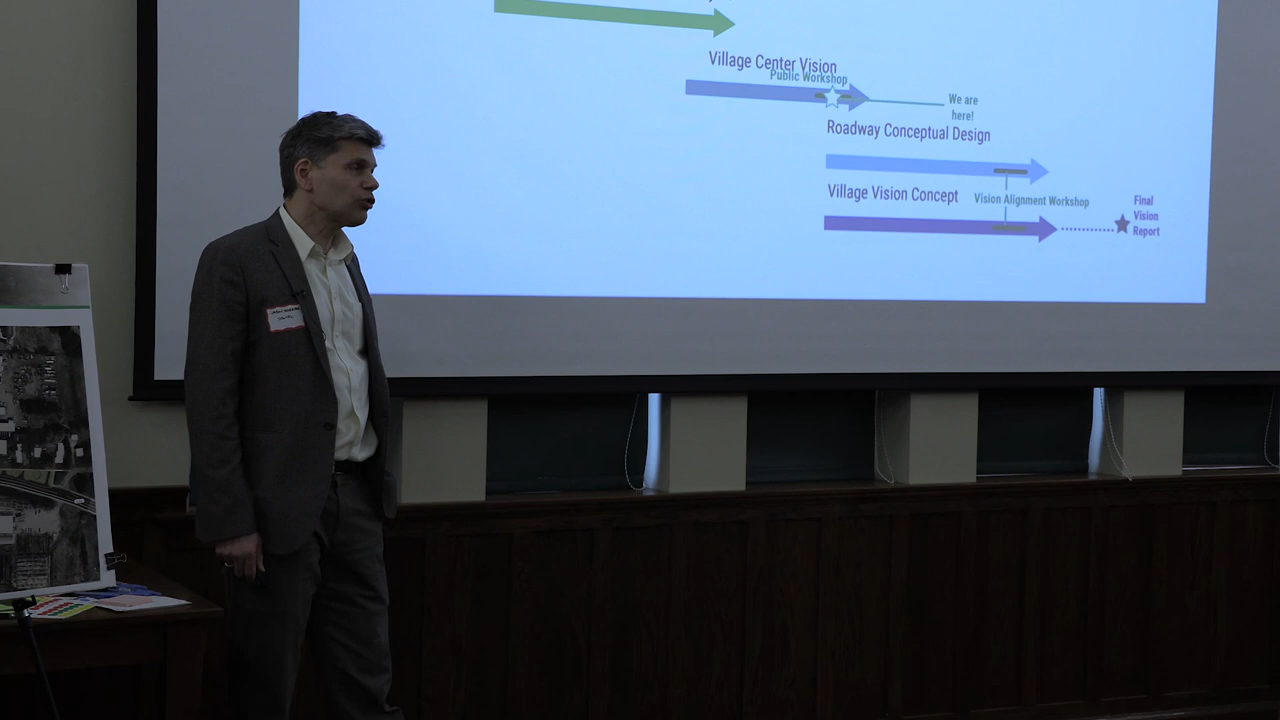 Village Center Vision
Public Workshop
We are
here!
Roadway Conceptual Design
Village Vision Concept
Vision Alignment Workshop
Final
Vision
Report